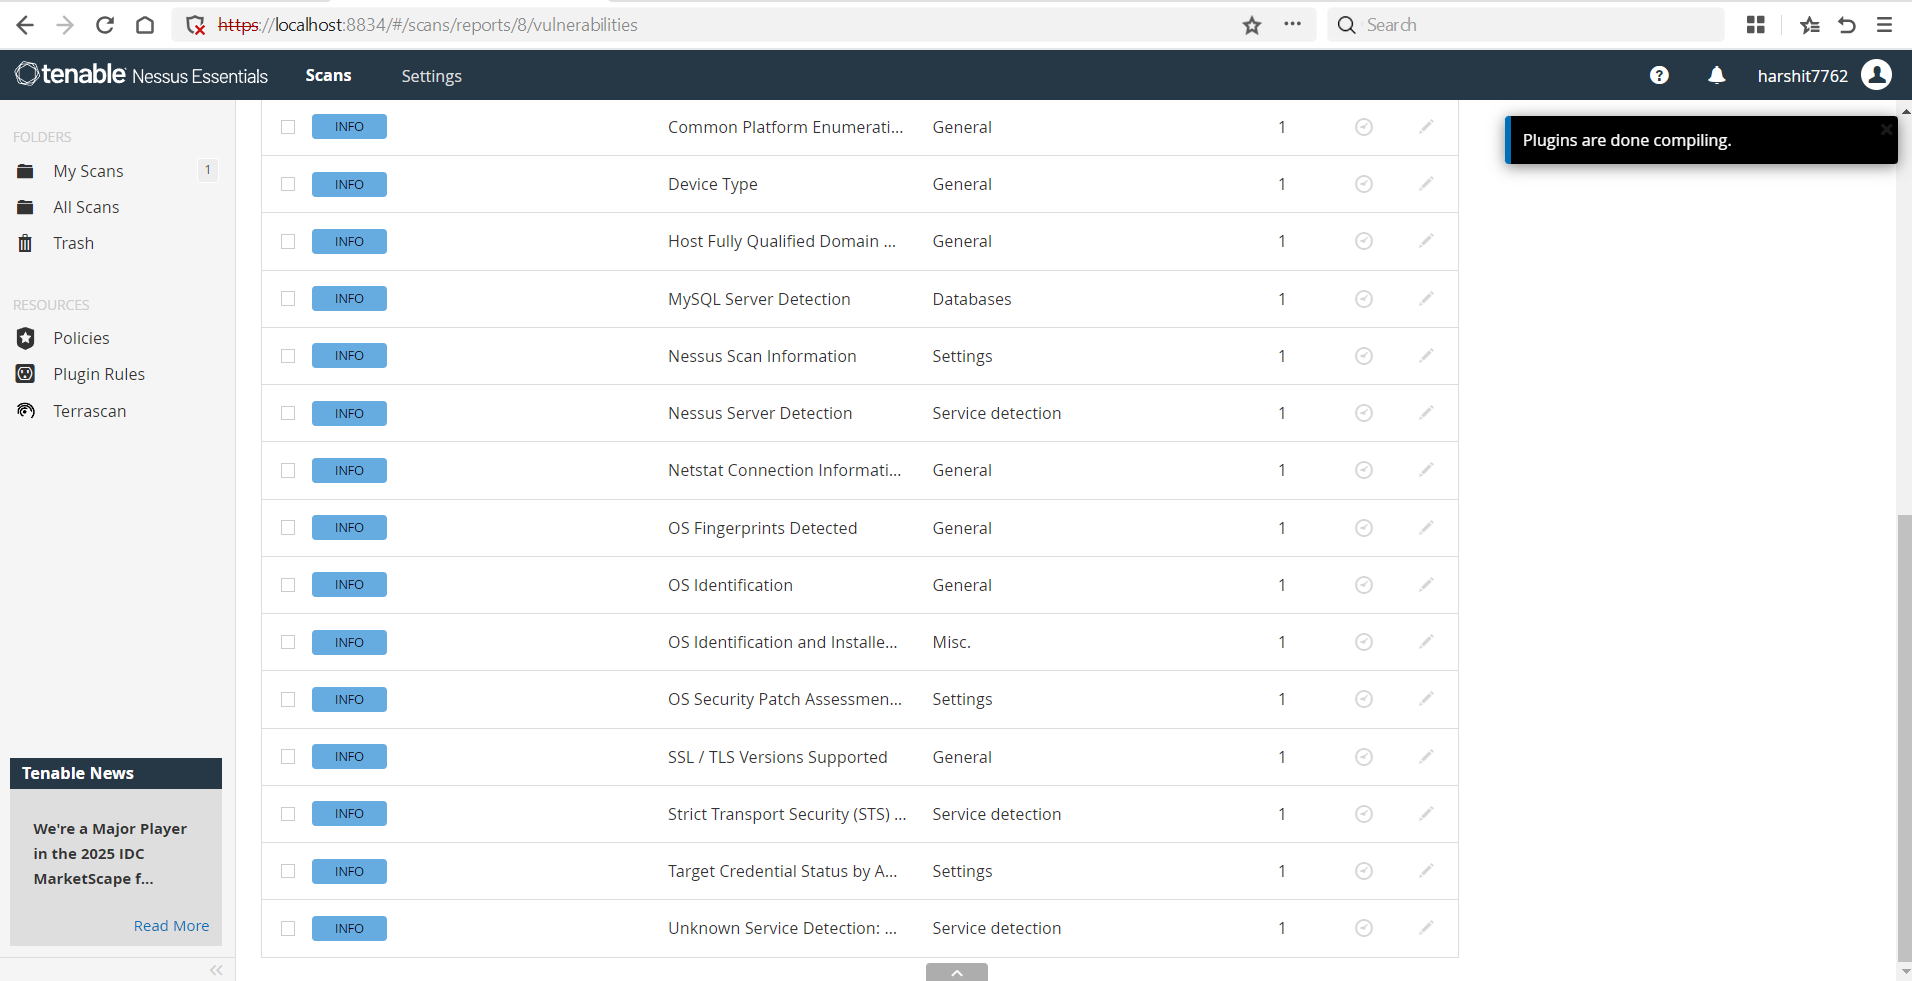 https://localhost:8834/#/scans/reports/8/vulnerabilities
Search
tenable Nessus Essentials
Scans
Settings
?
harshit7762
FOLDERS
My Scans 1
All Scans
Trash
RESOURCES
Policies
Plugin Rules
Terrascan
Tenable News
We're a Major Player
in the 2025 IDC
MarketScape f...
Read More
INFO Common Platform Enumerati... General 1
INFO Device Type General 1
INFO Host Fully Qualified Domain ... General 1
INFO MySQL Server Detection Databases 1
INFO Nessus Scan Information Settings 1
INFO Nessus Server Detection Service detection 1
INFO Netstat Connection Informati... General 1
INFO OS Fingerprints Detected General 1
INFO OS Identification General 1
INFO OS Identification and Installe... Misc. 1
INFO OS Security Patch Assessmen... Settings 1
INFO SSL / TLS Versions Supported General 1
INFO Strict Transport Security (STS) ... Service detection 1
INFO Target Credential Status by A... Settings 1
INFO Unknown Service Detection: ... Service detection 1
Plugins are done compiling.